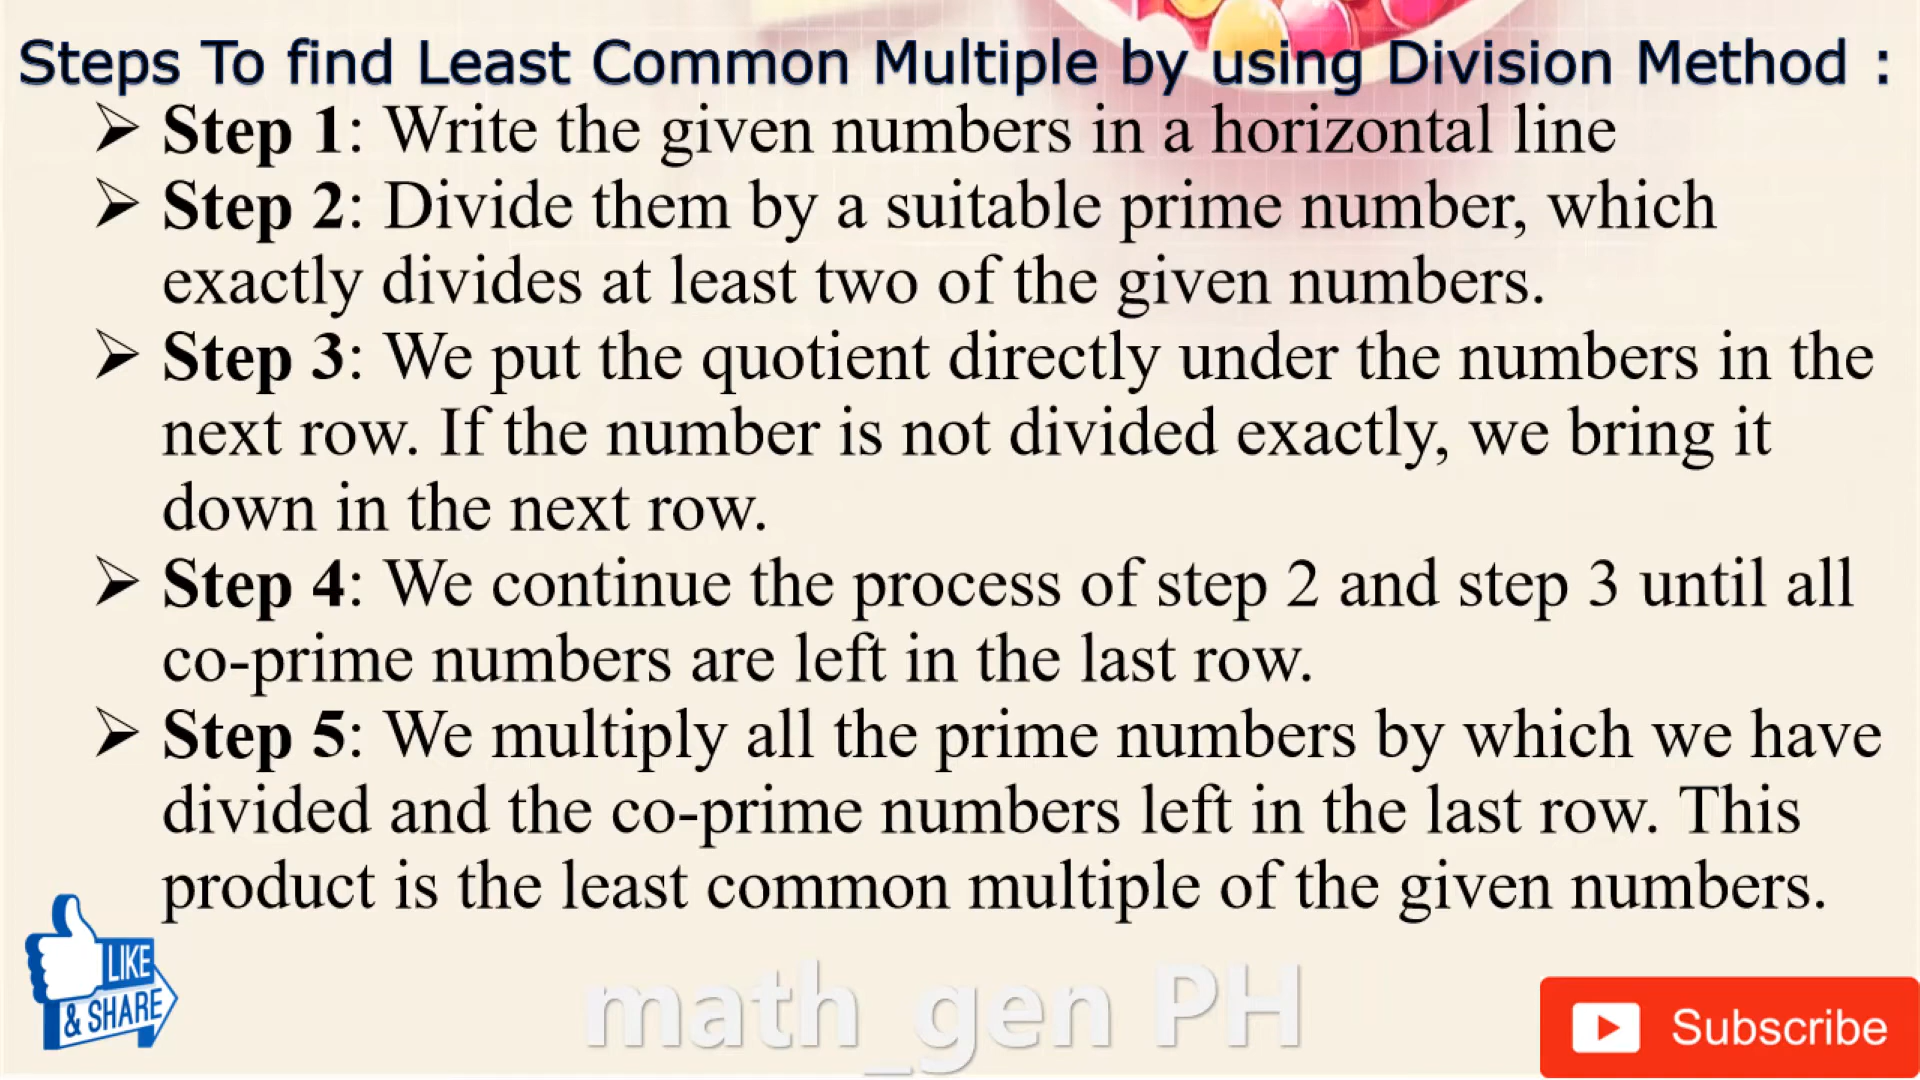 Steps To find Least Common Multiple by using Division Method :
➢ Step 1: Write the given numbers in a horizontal line
➢ Step 2: Divide them by a suitable prime number, which
exactly divides at least two of the given numbers.
➢ Step 3: We put the quotient directly under the numbers in the
next row. If the number is not divided exactly, we bring it
down in the next row.
➢ Step 4: We continue the process of step 2 and step 3 until all
co-prime numbers are left in the last row.
➢ Step 5: We multiply all the prime numbers by which we have
divided and the co-prime numbers left in the last row. This
product is the least common multiple of the given numbers.
LIKE
& SHARE
math_gen PH
Subscribe